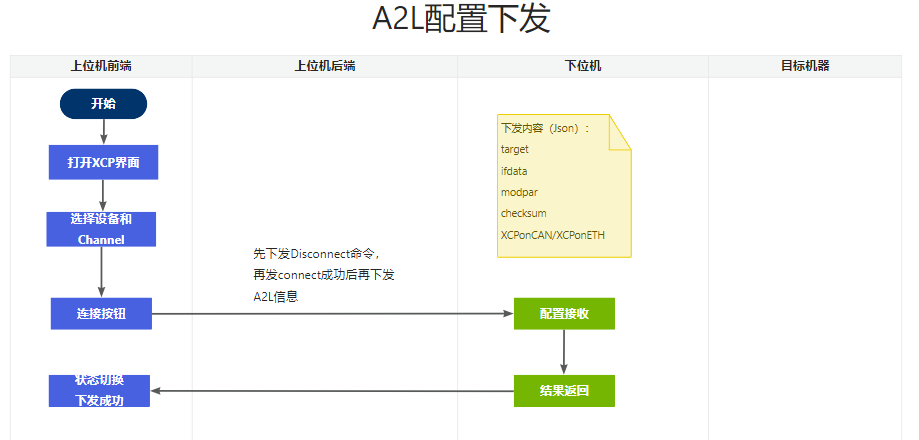 A2L配置下发
上位机前端
上位机后端
下位机
目标机器
开始
打开XCP界面
选择设备和
Channel
下发内容（Json）：
target
ifdata
modpar
checksum
XCPonCAN/XCPonETH
先下发Disconnect命令，
再发connect成功后再下发
A2L信息
连接按钮
配置接收
状态切换
下发成功
结果返回